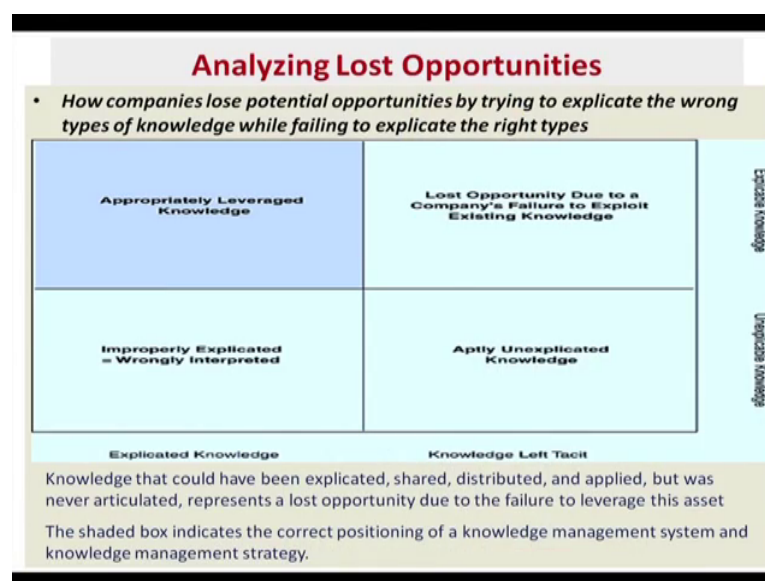 Analyzing Lost Opportunities
• How companies lose potential opportunities by trying to explicate the wrong
types of knowledge while failing to explicate the right types
Appropriately Leveraged
Knowledge
Lost Opportunity Due to a
Company's Failure to Exploit
Existing Knowledge
Explicable Knowledge
Improperly Explicated
= Wrongly Interpreted
Aptly Unexplicated
Knowledge
Unexplicable Knowledge
Explicated Knowledge
Knowledge Left Tacit
Knowledge that could have been explicated, shared, distributed, and applied, but was
never articulated, represents a lost opportunity due to the failure to leverage this asset
The shaded box indicates the correct positioning of a knowledge management system and
knowledge management strategy.